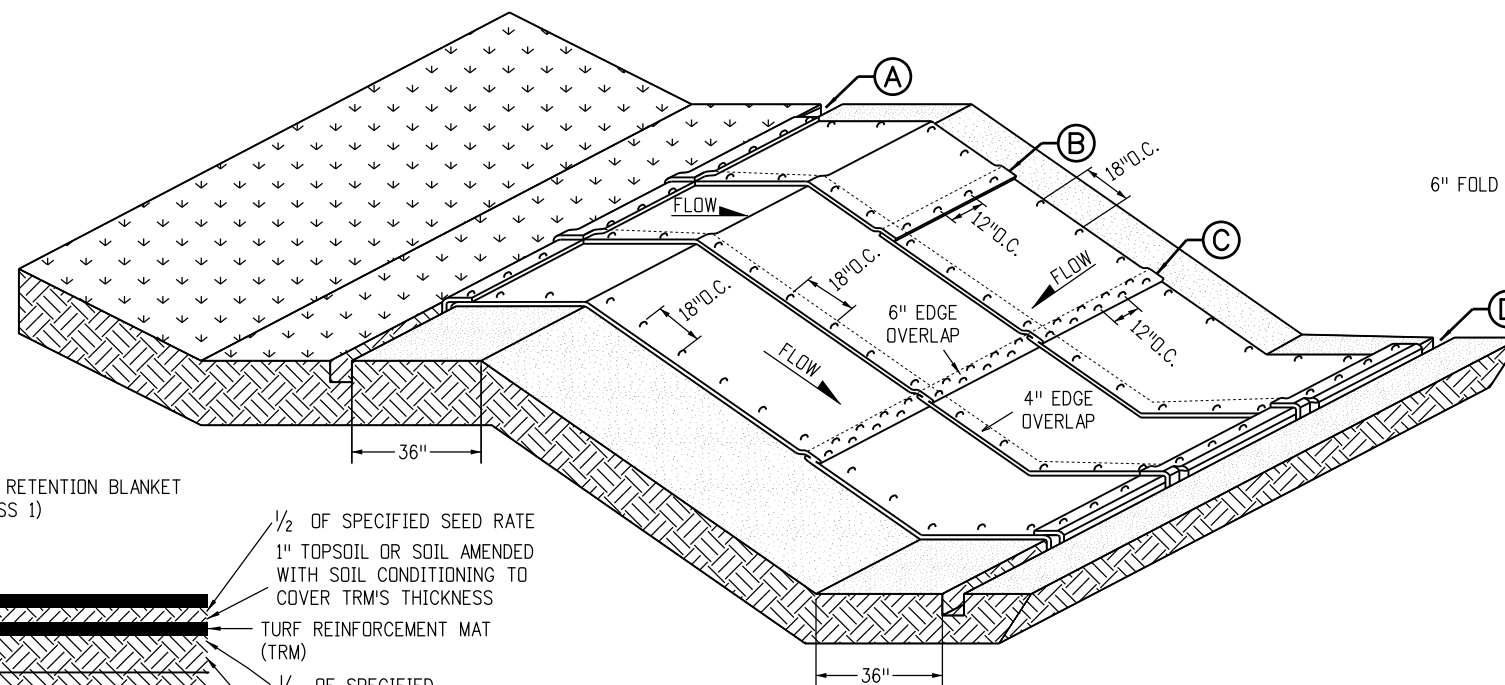 A
B
18"O.C.
6" FOLD
FLOW
12"O.C.
C
18"O.C.
FLOW
18"O.C.
6" EDGE
OVERLAP
12"O.C.
D
FLOW
4" EDGE
OVERLAP
36"
RETENTION BLANKET
SS 1)
1/2 OF SPECIFIED SEED RATE
1" TOPSOIL OR SOIL AMENDED
WITH SOIL CONDITIONING TO
COVER TRM'S THICKNESS
TURF REINFORCEMENT MAT
(TRM)
OF SPECIFIED
36"